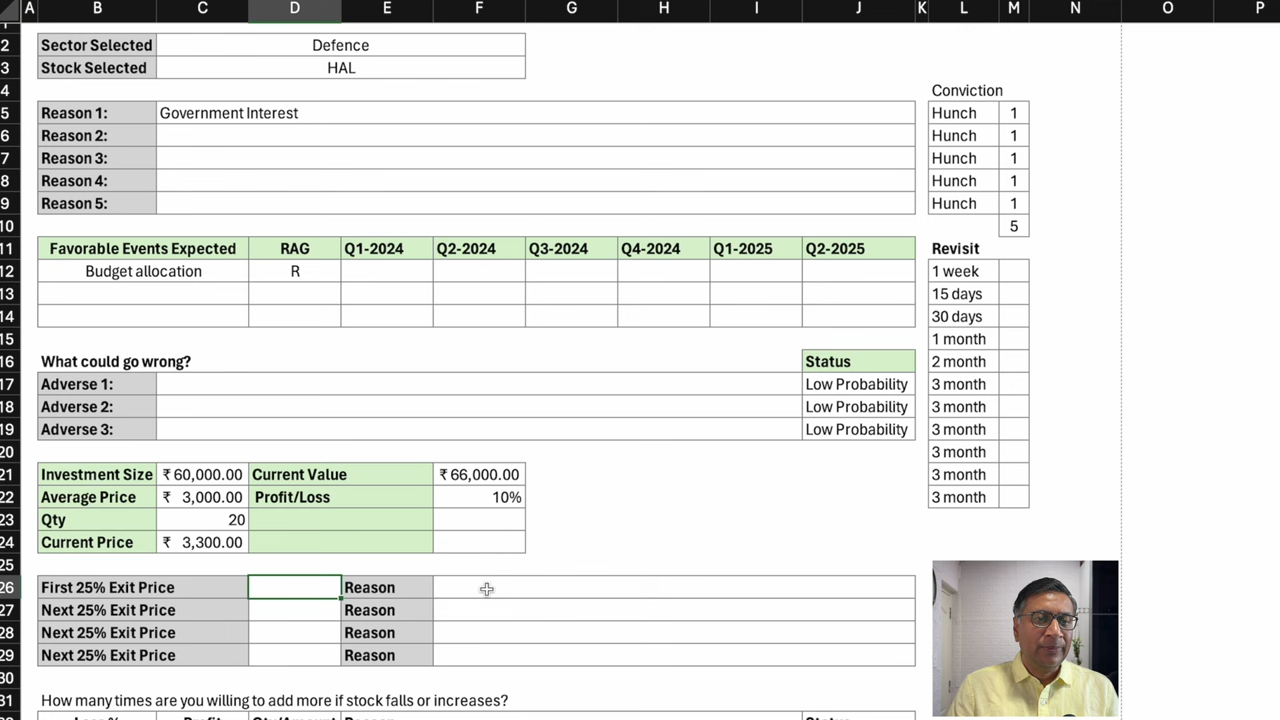 A B C D E F G H I J K L M N O P
2 Sector Selected Defence
3 Stock Selected HAL
4 Conviction
5 Reason 1: Government Interest Hunch 1
6 Reason 2: Hunch 1
7 Reason 3: Hunch 1
8 Reason 4: Hunch 1
9 Reason 5: Hunch 1
10 5
11 Favorable Events Expected RAG Q1-2024 Q2-2024 Q3-2024 Q4-2024 Q1-2025 Q2-2025 Revisit
12 Budget allocation R 1 week
13 15 days
14 30 days
15 1 month
16 What could go wrong? Status 2 month
17 Adverse 1: Low Probability 3 month
18 Adverse 2: Low Probability 3 month
19 Adverse 3: Low Probability 3 month
20 3 month
21 Investment Size ₹ 60,000.00 Current Value ₹ 66,000.00 3 month
22 Average Price ₹ 3,000.00 Profit/Loss 10% 3 month
23 Qty 20
24 Current Price ₹ 3,300.00
25
26 First 25% Exit Price Reason
27 Next 25% Exit Price Reason
28 Next 25% Exit Price Reason
29 Next 25% Exit Price Reason
30
31 How many times are you willing to add more if stock falls or increases?
Loss % Profit Qty/Amount Reason Status